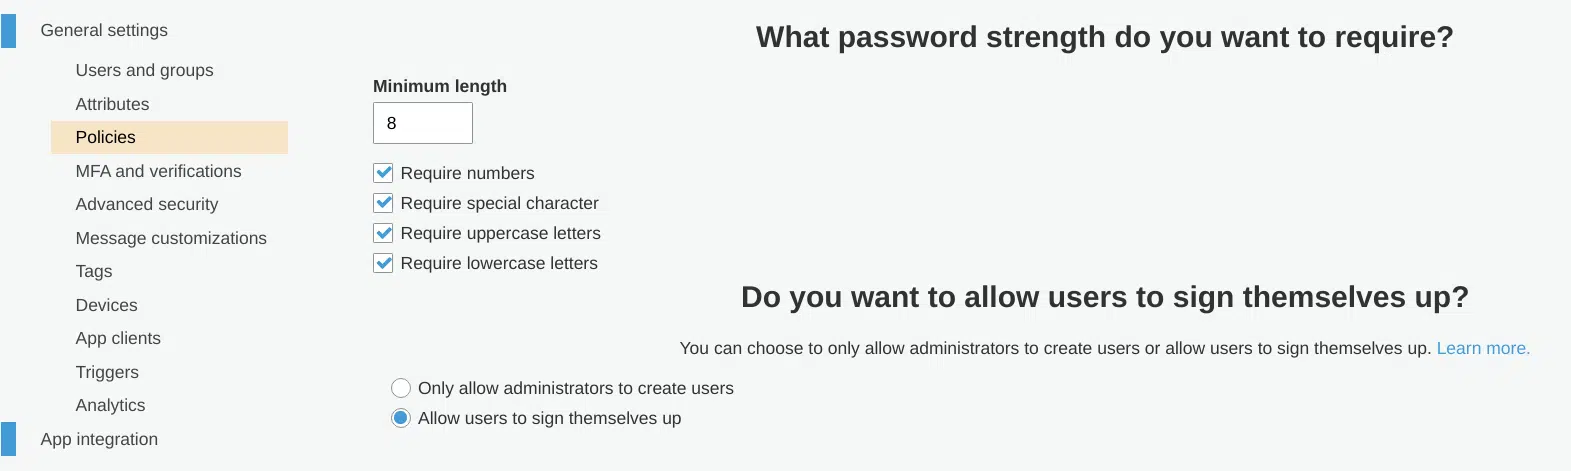 General settings
Users and groups
Attributes
Policies
MFA and verifications
Advanced security
Message customizations
Tags
Devices
App clients
Triggers
Analytics
App integration
What password strength do you want to require?
Minimum length
8
Require numbers
Require special character
Require uppercase letters
Require lowercase letters
Do you want to allow users to sign themselves up?
You can choose to only allow administrators to create users or allow users to sign themselves up. Learn more.
Only allow administrators to create users
Allow users to sign themselves up